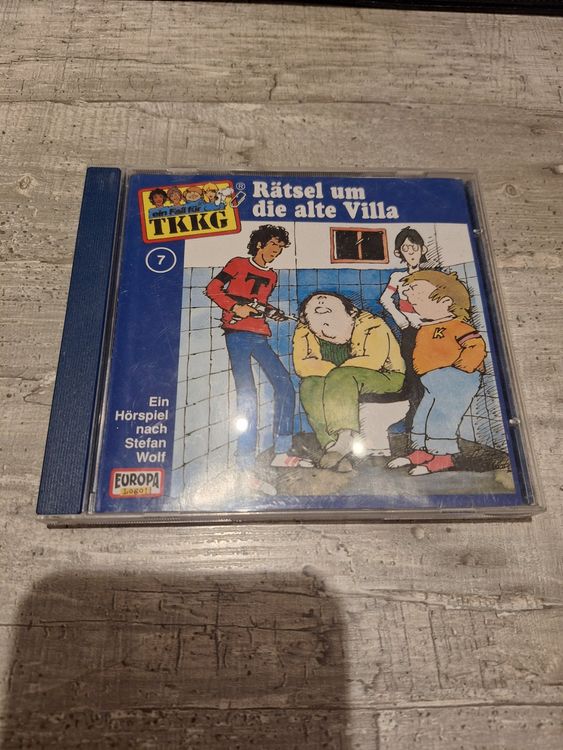 ein Fall für
TKKG
®
Rätsel um
die alte Villa
7
T
K
Ein
Hörspiel
nach
Stefan
Wolf
EUROPA
Logo!!